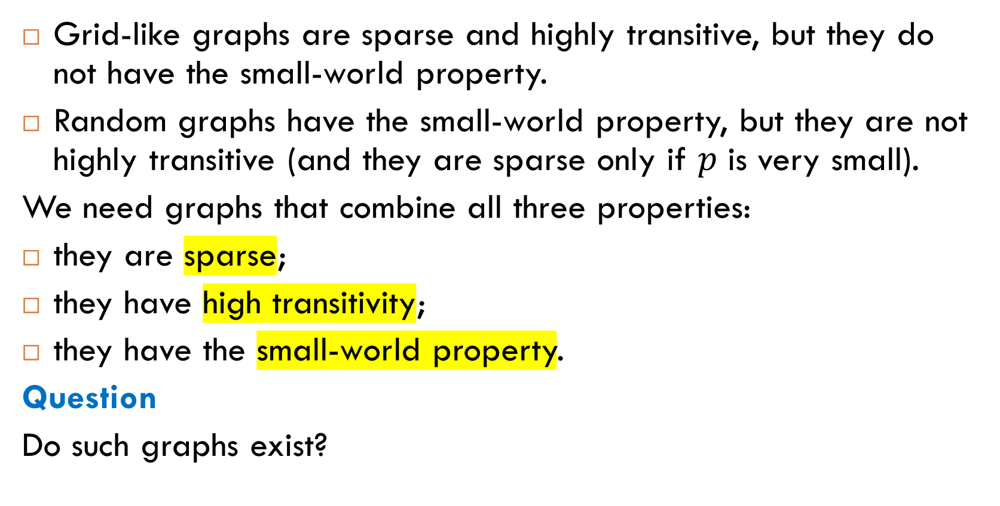 Grid-like graphs are sparse and highly transitive, but they do
not have the small-world property.
Random graphs have the small-world property, but they are not
highly transitive (and they are sparse only if p is very small).
We need graphs that combine all three properties:
they are sparse;
they have high transitivity;
they have the small-world property.
Question
Do such graphs exist?